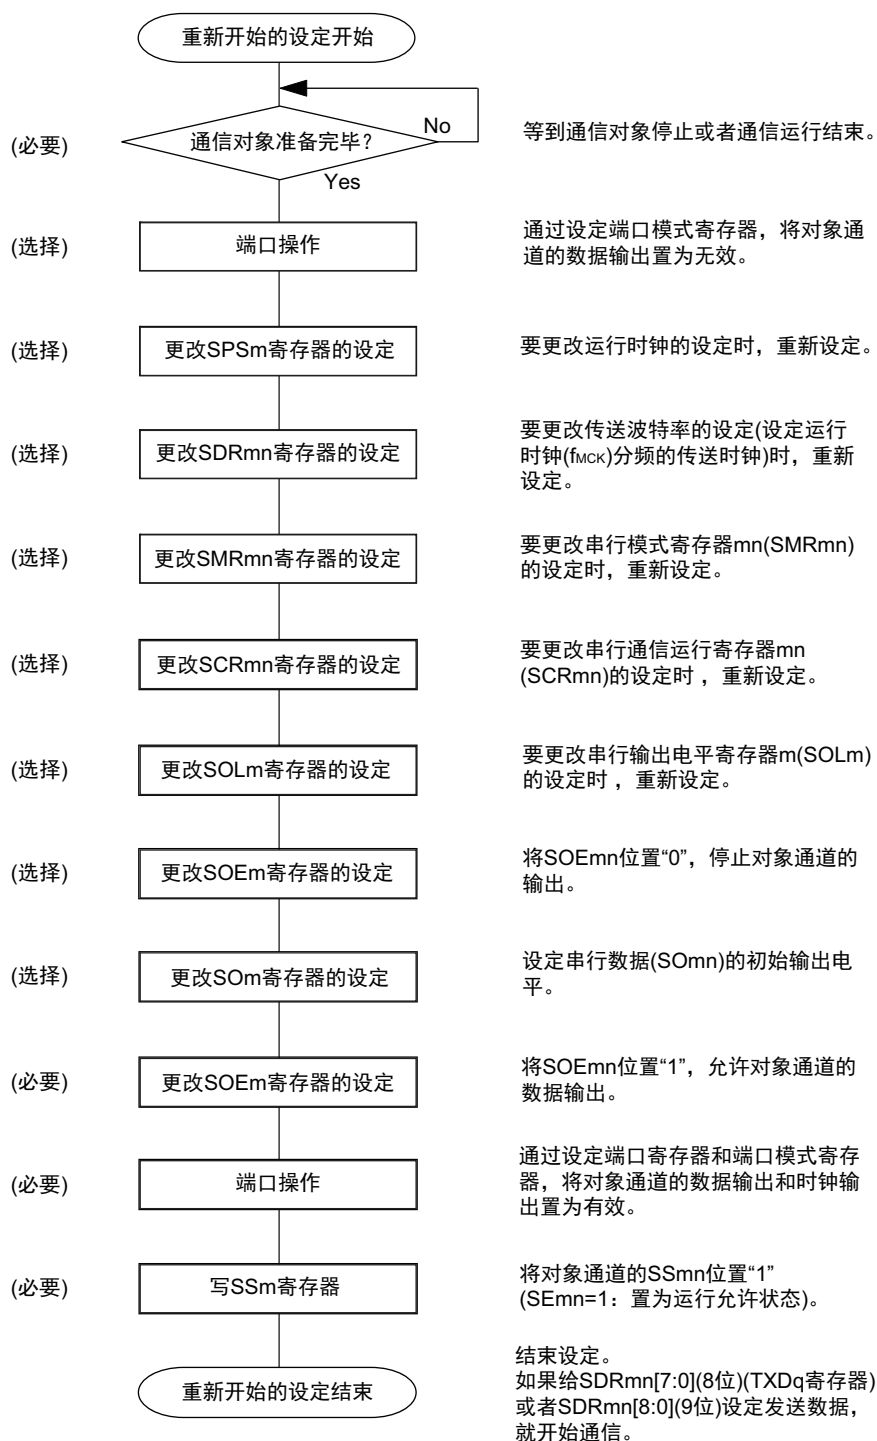 重新开始的设定开始
(必要)
通信对象准备完毕?
No
Yes
等到通信对象停止或者通信运行结束。
(选择)
端口操作
通过设定端口模式寄存器，将对象通
道的数据输出置为无效。
(选择)
更改SPSm寄存器的设定
要更改运行时钟的设定时，重新设定。
(选择)
更改SDRmn寄存器的设定
要更改传送波特率的设定(设定运行
时钟(fMCK)分频的传送时钟)时，重新
设定。
(选择)
更改SMRmn寄存器的设定
要更改串行模式寄存器mn(SMRmn)
的设定时，重新设定。
(选择)
更改SCRmn寄存器的设定
要更改串行通信运行寄存器mn
(SCRmn)的设定时 ，重新设定。
(选择)
更改SOLm寄存器的设定
要更改串行输出电平寄存器m(SOLm)
的设定时 ，重新设定。
(选择)
更改SOEm寄存器的设定
将SOEmn位置“0”，停止对象通道的
输出。
(选择)
更改SOm寄存器的设定
设定串行数据(SOmn)的初始输出电
平。
(必要)
更改SOEm寄存器的设定
将SOEmn位置“1”，允许对象通道的
数据输出。
(必要)
端口操作
通过设定端口寄存器和端口模式寄存
器，将对象通道的数据输出和时钟输
出置为有效。
(必要)
写SSm寄存器
将对象通道的SSmn位置“1”
(SEmn=1：置为运行允许状态)。
重新开始的设定结束
结束设定。
如果给SDRmn[7:0](8位)(TXDq寄存器)
或者SDRmn[8:0](9位)设定发送数据，
就开始通信。